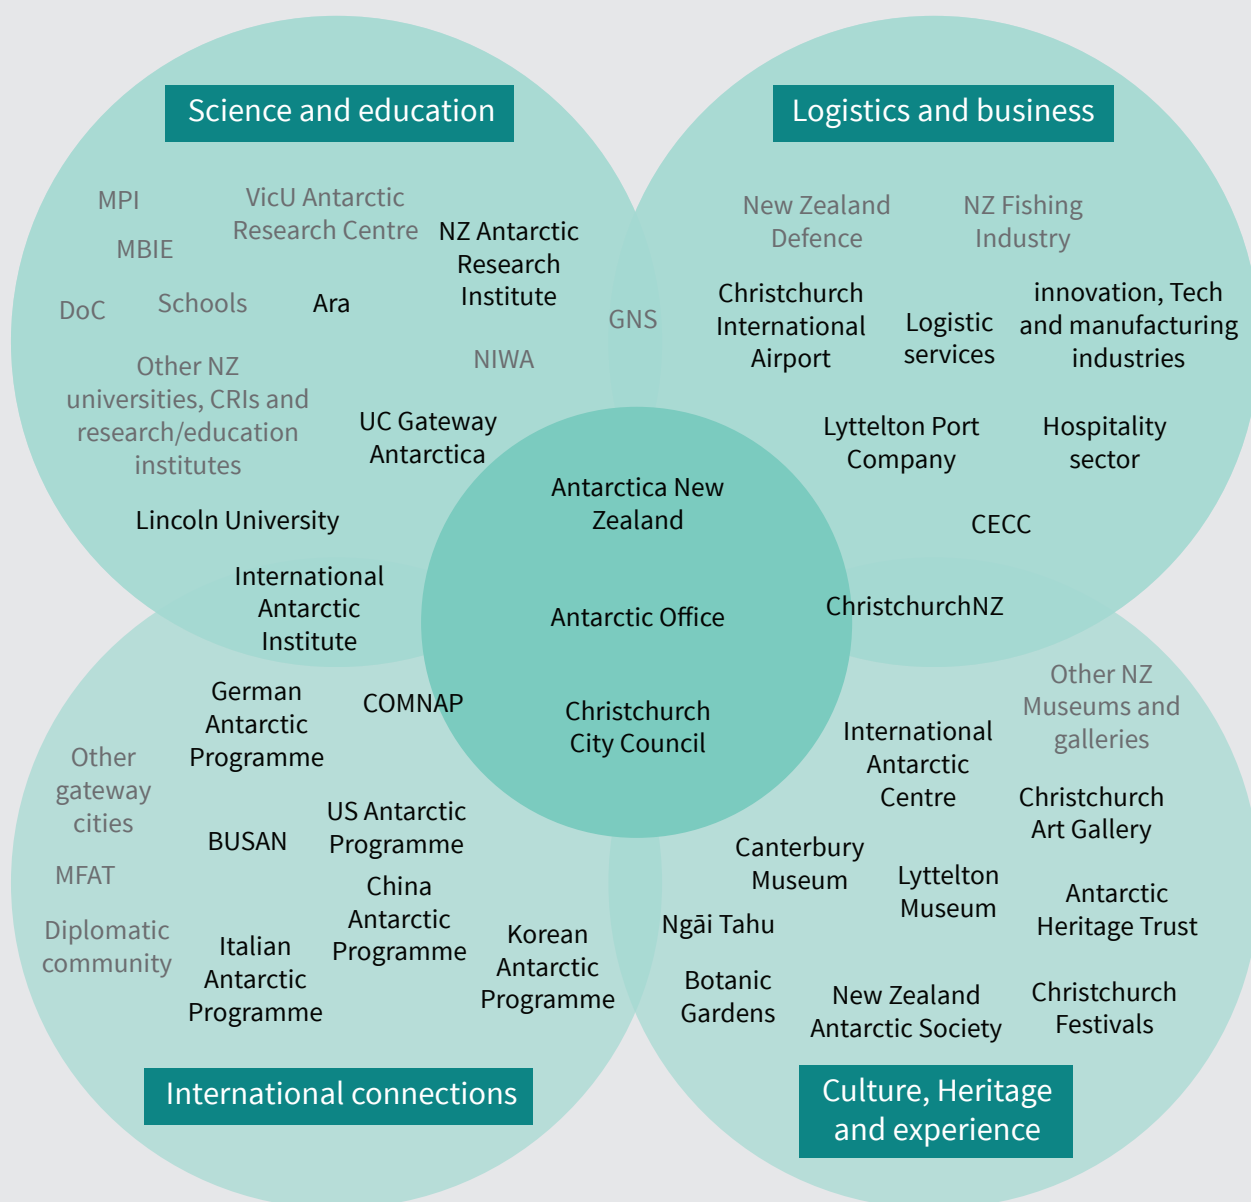 Science and education
MPI
VicU Antarctic
Research Centre
MBIE
NZ Antarctic
Research
Institute
DoC
Schools
Ara
GNS
NIWA
Other NZ
universities, CRIs and
research/education
institutes
UC Gateway
Antarctica
Lincoln University
International
Antarctic
Institute
Logistics and business
New Zealand
Defence
NZ Fishing
Industry
Christchurch
International
Airport
Logistic
services
innovation, Tech
and manufacturing
industries
Lyttelton Port
Company
Hospitality
sector
CECC
ChristchurchNZ
Antarctica New
Zealand
Antarctic Office
Christchurch
City Council
German
Antarctic
Programme
COMNAP
Other
gateway
cities
BUSAN
US Antarctic
Programme
MFAT
China
Antarctic
Programme
Diplomatic
community
Italian
Antarctic
Programme
Korean
Antarctic
Programme
International connections
Other NZ
Museums and
galleries
International
Antarctic
Centre
Christchurch
Art Gallery
Canterbury
Museum
Lyttelton
Museum
Antarctic
Heritage Trust
Ngāi Tahu
Botanic
Gardens
New Zealand
Antarctic Society
Christchurch
Festivals
Culture, Heritage
and experience